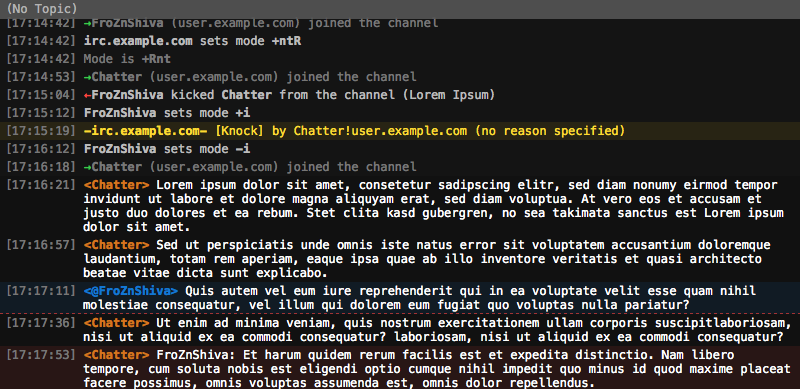 (No Topic)
[17:14:42] →FroZnShiva (user.example.com) joined the channel
[17:14:42] irc.example.com sets mode +ntR
[17:14:42] Mode is +Rnt
[17:14:53] →Chatter (user.example.com) joined the channel
[17:15:04] ←FroZnShiva kicked Chatter from the channel (Lorem Ipsum)
[17:15:12] FroZnShiva sets mode +i
[17:15:19] -irc.example.com- [Knock] by Chatter!user.example.com (no reason specified)
[17:16:12] FroZnShiva sets mode -i
[17:16:18] →Chatter (user.example.com) joined the channel
[17:16:21] <Chatter> Lorem ipsum dolor sit amet, consetetur sadipscing elitr, sed diam nonumy eirmod tempor
invidunt ut labore et dolore magna aliquyam erat, sed diam voluptua. At vero eos et accusam et
justo duo dolores et ea rebum. Stet clita kasd gubergren, no sea takimata sanctus est Lorem ipsum
dolor sit amet.
[17:16:57] <Chatter> Sed ut perspiciatis unde omnis iste natus error sit voluptatem accusantium doloremque
laudantium, totam rem aperiam, eaque ipsa quae ab illo inventore veritatis et quasi architecto
beatae vitae dicta sunt explicabo.
[17:17:11] <@FroZnShiva> Quis autem vel eum iure reprehenderit qui in ea voluptate velit esse quam nihil
molestiae consequatur, vel illum qui dolorem eum fugiat quo voluptas nulla pariatur?
[17:17:36] <Chatter> Ut enim ad minima veniam, quis nostrum exercitationem ullam corporis suscipitlaboriosam,
nisi ut aliquid ex ea commodi consequatur? laboriosam, nisi ut aliquid ex ea commodi consequatur?
[17:17:53] <Chatter> FroZnShiva: Et harum quidem rerum facilis est et expedita distinctio. Nam libero
tempore, cum soluta nobis est eligendi optio cumque nihil impedit quo minus id quod maxime placeat
facere possimus, omnis voluptas assumenda est, omnis dolor repellendus.